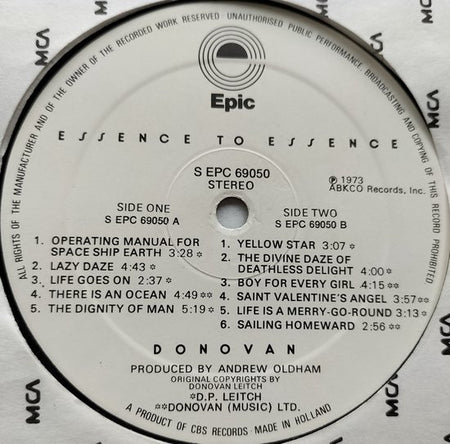 ALL RIGHTS OF THE MANUFACTURER AND OF THE OWNER OF THE RECORDED WORK RESERVED UNAUTHORISED PUBLIC PERFORMANCE BROADCASTING AND COPYING OF THIS RECORD PROHIBITED
Epic
ESSENCE TO ESSENCE
S EPC 69050
STEREO
℗ 1973
ABKCO Records, Inc.
SIDE ONE
S EPC 69050 A
1. OPERATING MANUAL FOR
SPACE SHIP EARTH 3:28*
2. LAZY DAZE 4:43*
3. LIFE GOES ON 2:37*
4. THERE IS AN OCEAN 4:49**
5. THE DIGNITY OF MAN 5:19*
SIDE TWO
S EPC 69050 B
1. YELLOW STAR 3:07*
2. THE DIVINE DAZE OF
DEATHLESS DELIGHT 4:00*
3. BOY FOR EVERY GIRL 4:15**
4. SAINT VALENTINE'S ANGEL 3:57**
5. LIFE IS A MERRY-GO-ROUND 3:13*
6. SAILING HOMEWARD 2:56**
DONOVAN
PRODUCED BY ANDREW OLDHAM
ORIGINAL COPYRIGHTS BY
DONOVAN LEITCH
*D.P. LEITCH
**DONOVAN (MUSIC) LTD.
A PRODUCT OF CBS RECORDS · MADE IN HOLLAND
MCA
MCA
MCA
MCA
MCA
MCA
MCA